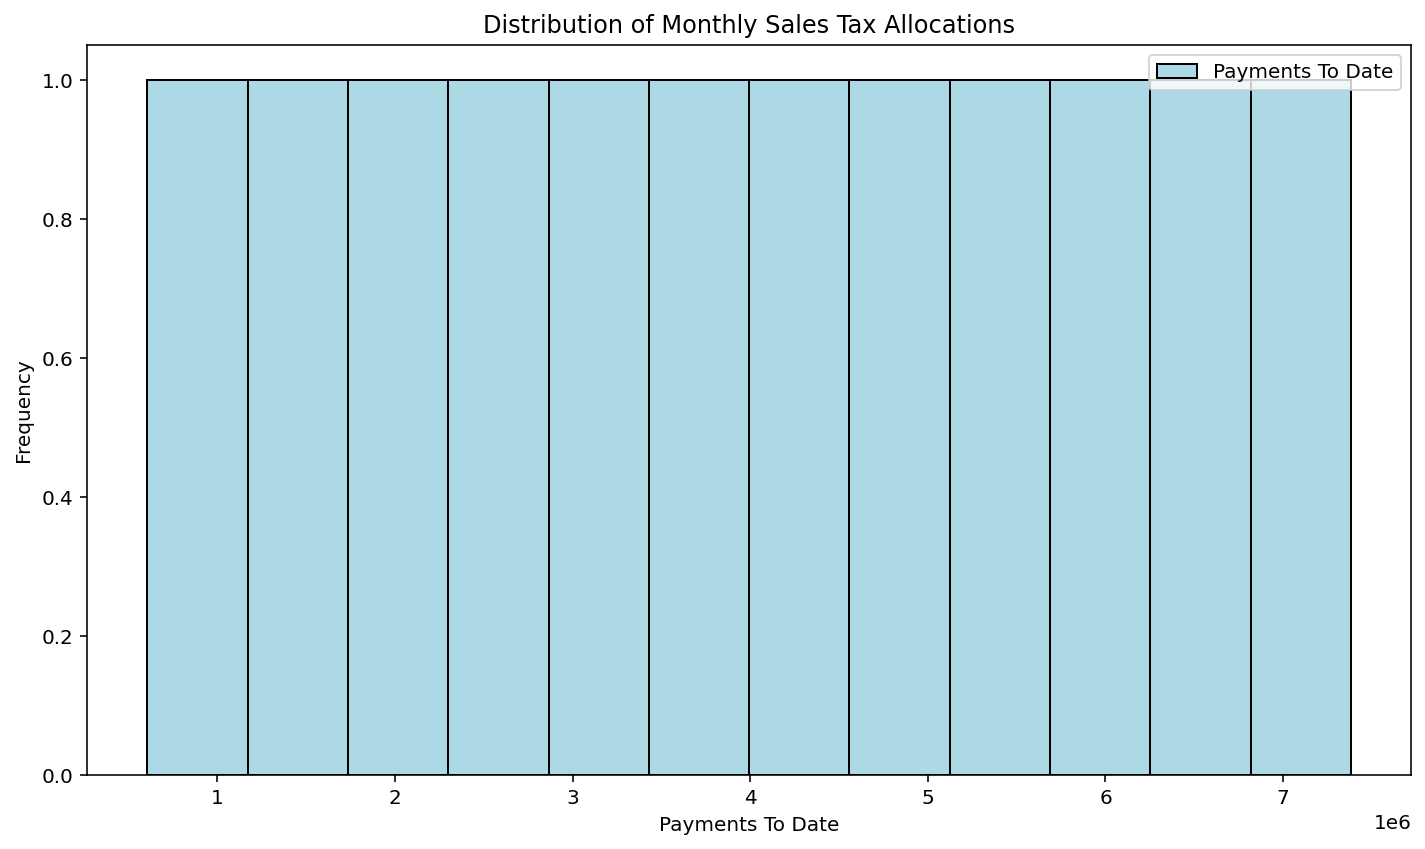 Distribution of Monthly Sales Tax Allocations
Payments To Date
Frequency
1.0
0.8
0.6
0.4
0.2
0.0
1 2 3 4 5 6 7
1e6
Payments To Date